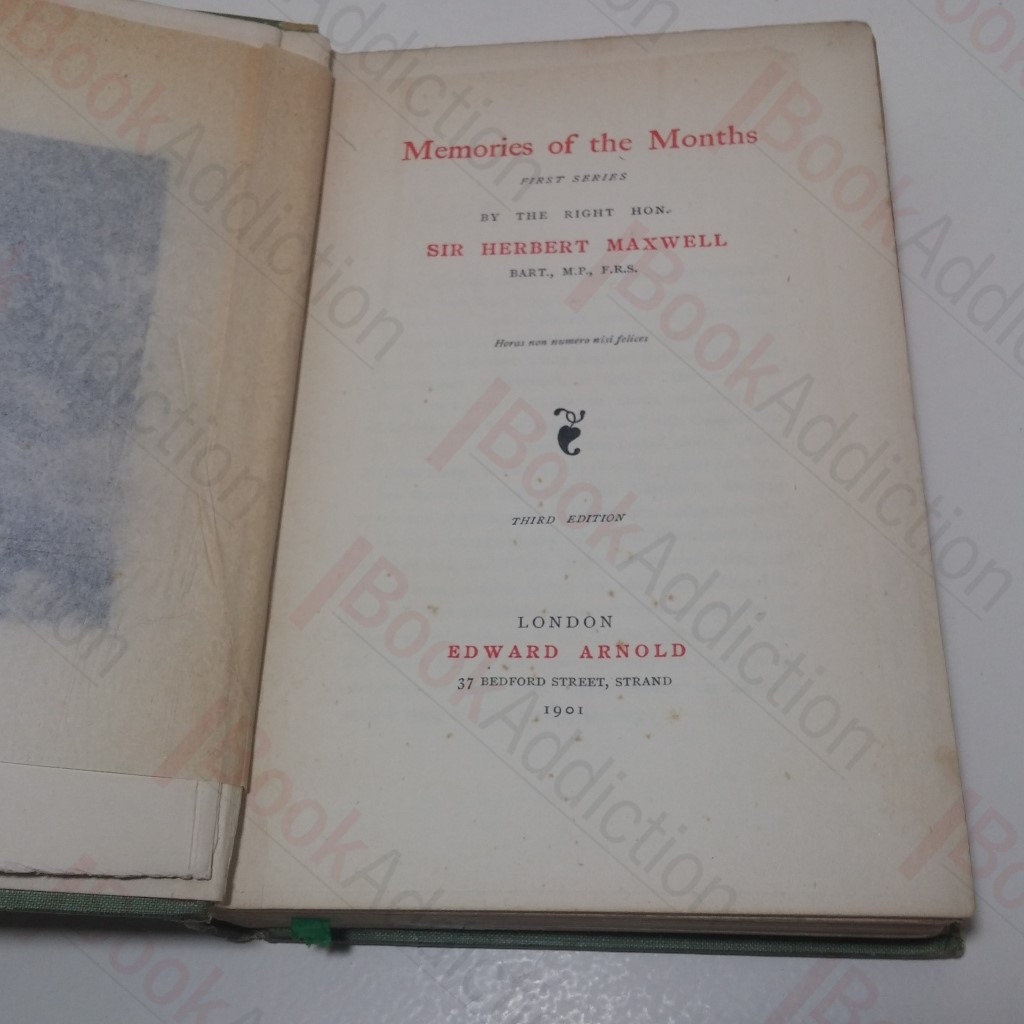 Memories of the Months
FIRST SERIES
BY THE RIGHT HON.
SIR HERBERT MAXWELL
BART., M.P., F.R.S.
Horas non numero nisi felices
THIRD EDITION
LONDON
EDWARD ARNOLD
37 BEDFORD STREET, STRAND
1901
BookAddiction